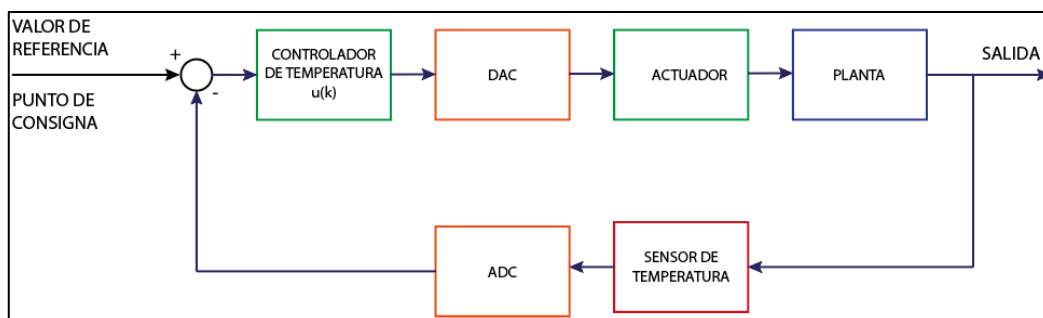 VALOR DE
REFERENCIA
PUNTO DE
CONSIGNA
+
-
CONTROLADOR
DE TEMPERATURA
u(k)
DAC
ACTUADOR
PLANTA
SALIDA
ADC
SENSOR DE
TEMPERATURA